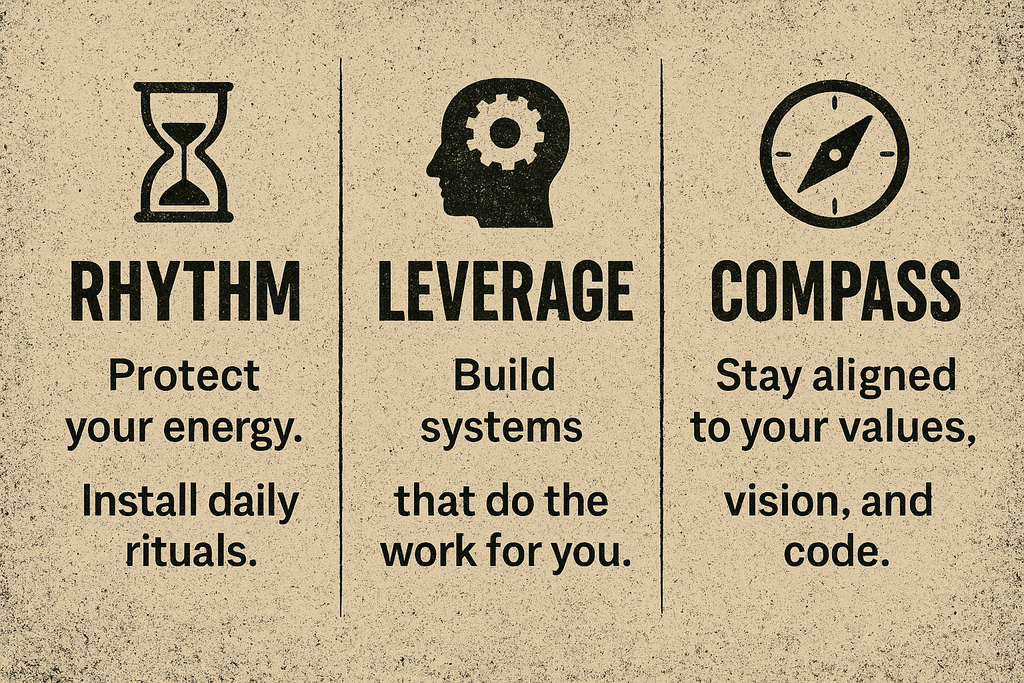 RHYTHM
Protect
your energy.
Install daily
rituals.
LEVERAGE
Build
systems
that do the
work for you.
COMPASS
Stay aligned
to your values,
vision, and
code.